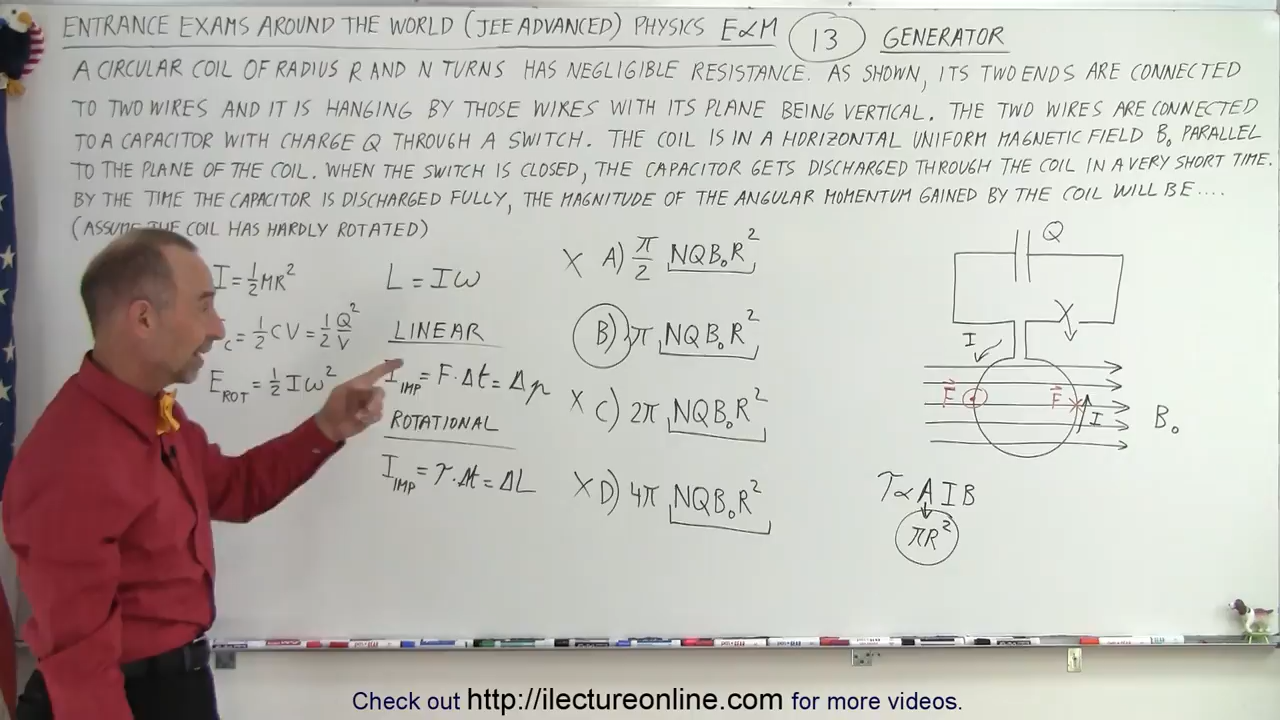 ENTRANCE EXAMS AROUND THE WORLD (JEE ADVANCED) PHYSICS E&M 13 GENERATOR
A CIRCULAR COIL OF RADIUS R AND N TURNS HAS NEGLIGIBLE RESISTANCE. AS SHOWN, ITS TWO ENDS ARE CONNECTED
TO TWO WIRES AND IT IS HANGING BY THOSE WIRES WITH ITS PLANE BEING VERTICAL. THE TWO WIRES ARE CONNECTED
TO A CAPACITOR WITH CHARGE Q THROUGH A SWITCH. THE COIL IS IN A HORIZONTAL UNIFORM MAGNETIC FIELD B₀ PARALLEL
TO THE PLANE OF THE COIL. WHEN THE SWITCH IS CLOSED, THE CAPACITOR GETS DISCHARGED THROUGH THE COIL IN A VERY SHORT TIME.
BY THE TIME THE CAPACITOR IS DISCHARGED FULLY, THE MAGNITUDE OF THE ANGULAR MOMENTUM GAINED BY THE COIL WILL BE....
(ASSUME THE COIL HAS HARDLY ROTATED)
I = ½MR²
c = ½CV = ½ Q²/V
E_ROT = ½Iω²
L = Iω
LINEAR
I_IMP = F·Δt = Δp
ROTATIONAL
I_IMP = τ·Δt = ΔL
X A) π/2 NQB₀R²
B) π NQB₀R²
X C) 2π NQB₀R²
X D) 4π NQB₀R²
Q
I
F F I
B₀
τ ∝ A I B
πR²
Check out http://ilectureonline.com for more videos.